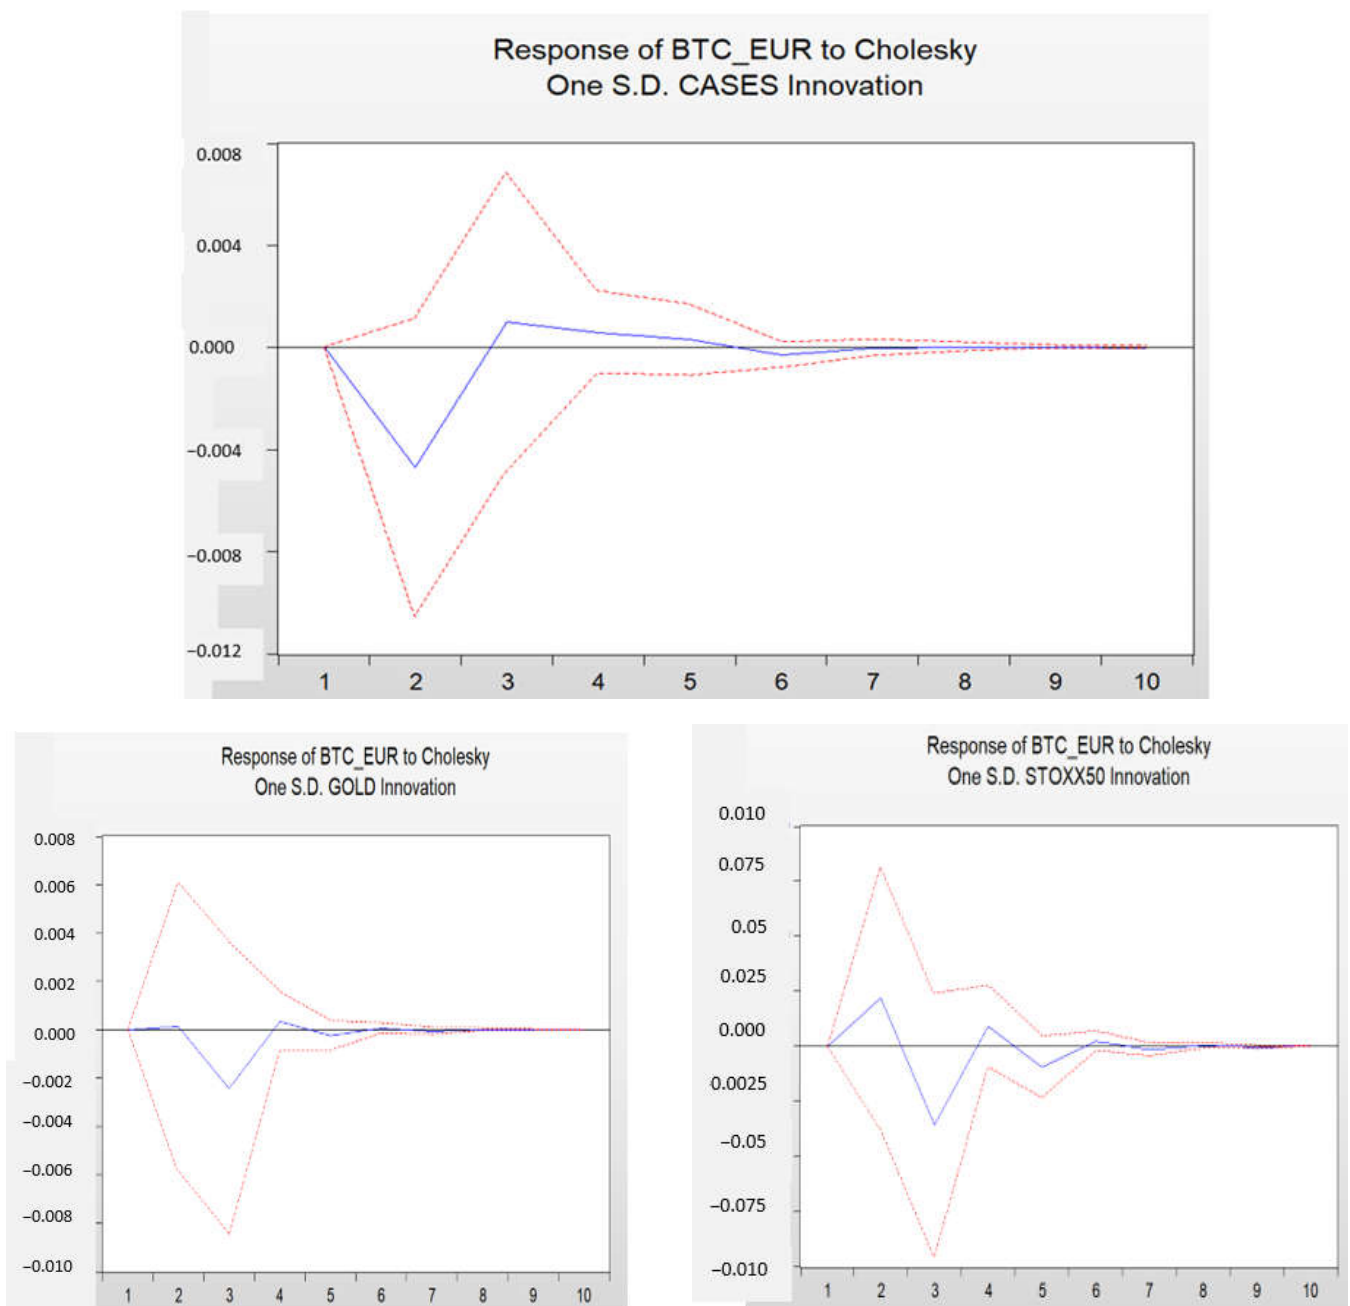 Response of BTC_EUR to Cholesky
One S.D. CASES Innovation
0.008
0.004
0.000
−0.004
−0.008
−0.012
1 2 3 4 5 6 7 8 9 10
Response of BTC_EUR to Cholesky
One S.D. GOLD Innovation
0.008
0.006
0.004
0.002
0.000
−0.002
−0.004
−0.006
−0.008
−0.010
1 2 3 4 5 6 7 8 9 10
Response of BTC_EUR to Cholesky
One S.D. STOXX50 Innovation
0.010
0.075
0.05
0.025
0.000
0.0025
−0.05
−0.075
−0.010
1 2 3 4 5 6 7 8 9 10